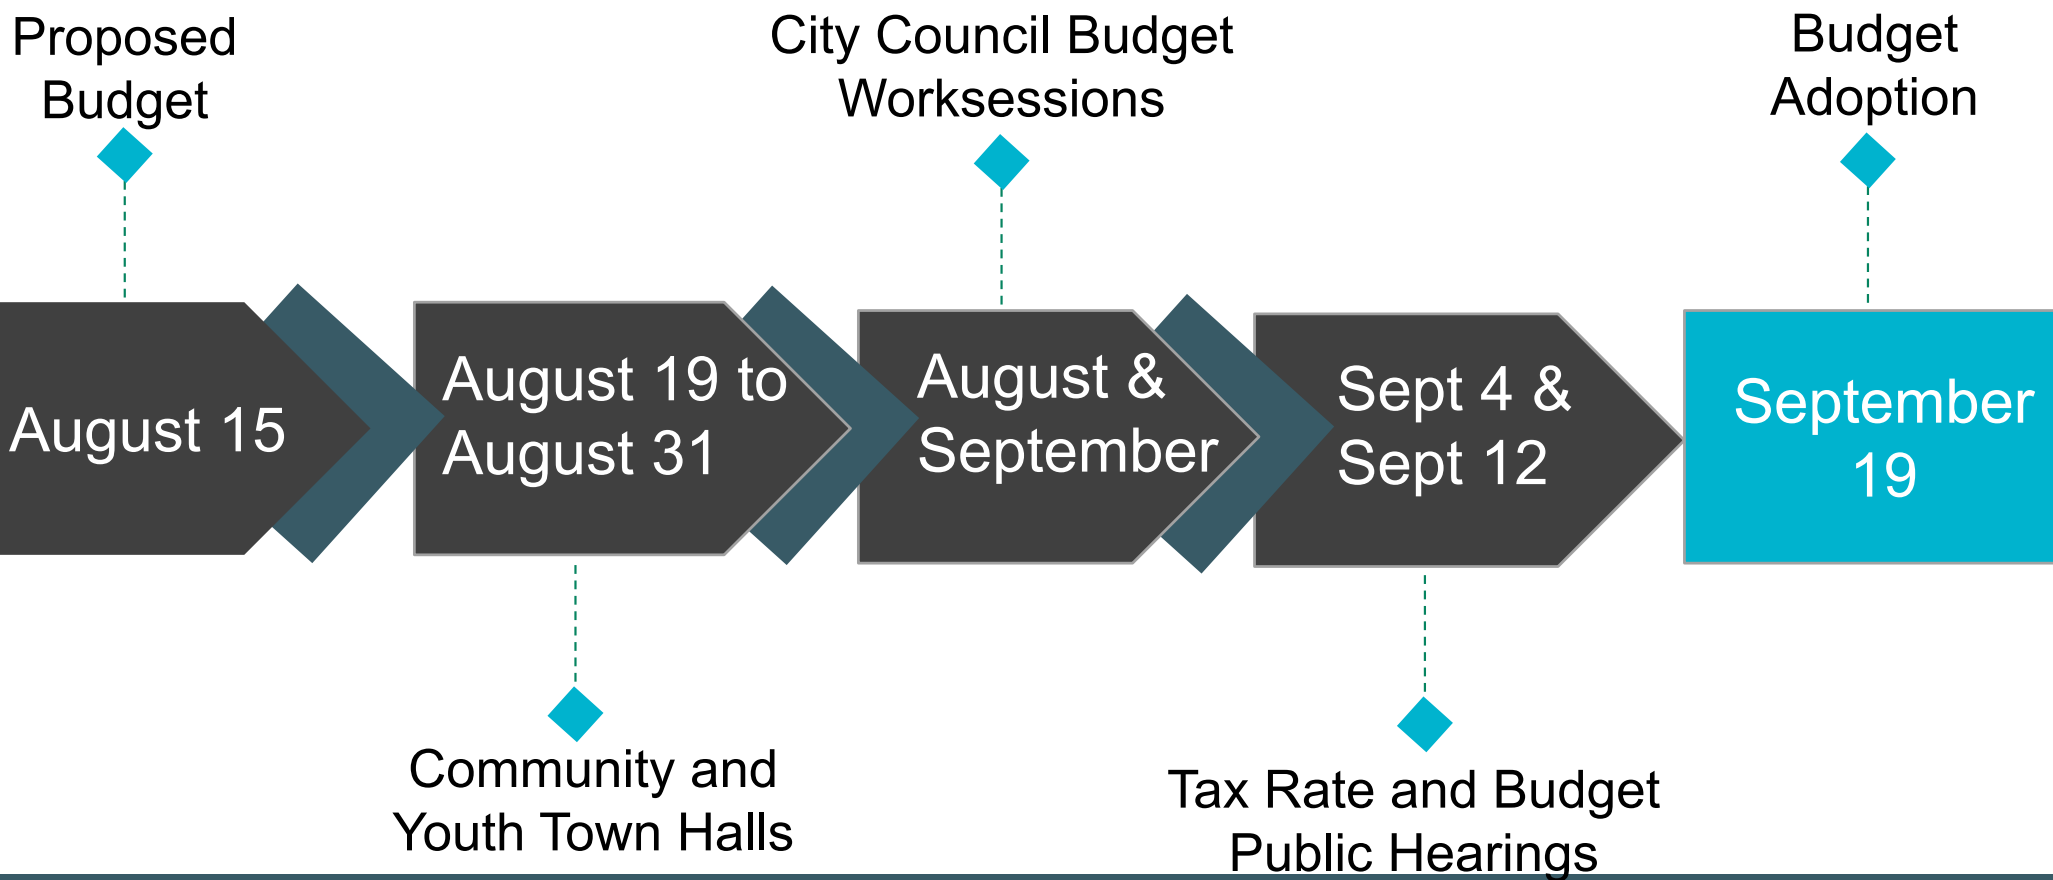 Proposed
Budget
City Council Budget
Worksessions
Budget
Adoption
August 15
August 19 to
August 31
August &
September
Sept 4 &
Sept 12
September
19
Community and
Youth Town Halls
Tax Rate and Budget
Public Hearings